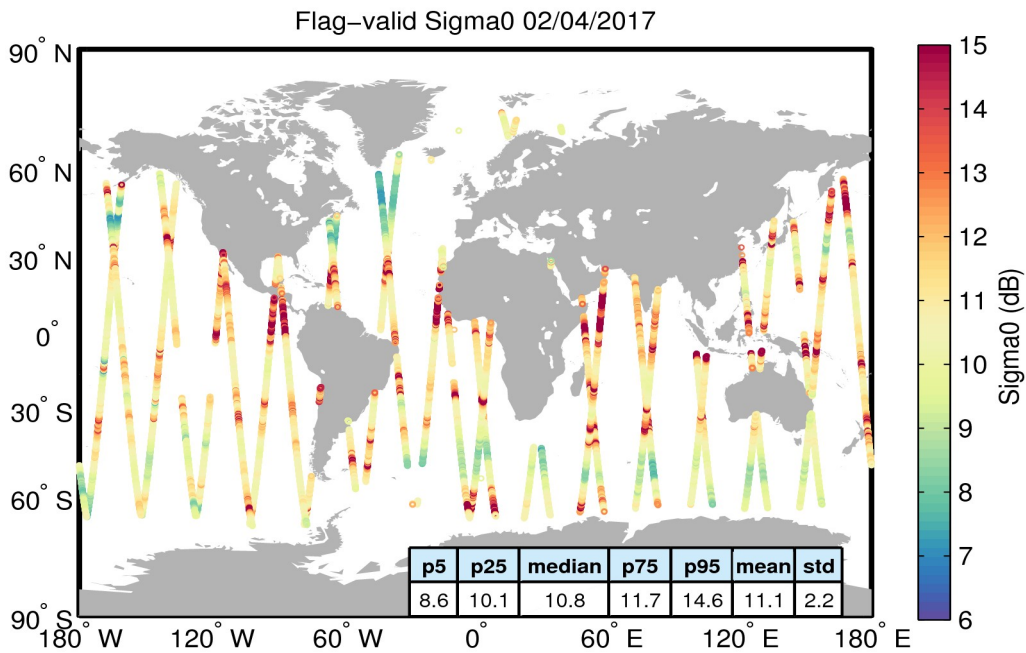 Flag−valid Sigma0 02/04/2017
90° N
60° N
30° N
0°
30° S
60° S
90° S
180° W
120° W
60° W
0°
60° E
120° E
180° E
p5 p25 median p75 p95 mean std
8.6 10.1 10.8 11.7 14.6 11.1 2.2
15
14
13
12
11
10
9
8
7
6
Sigma0 (dB)